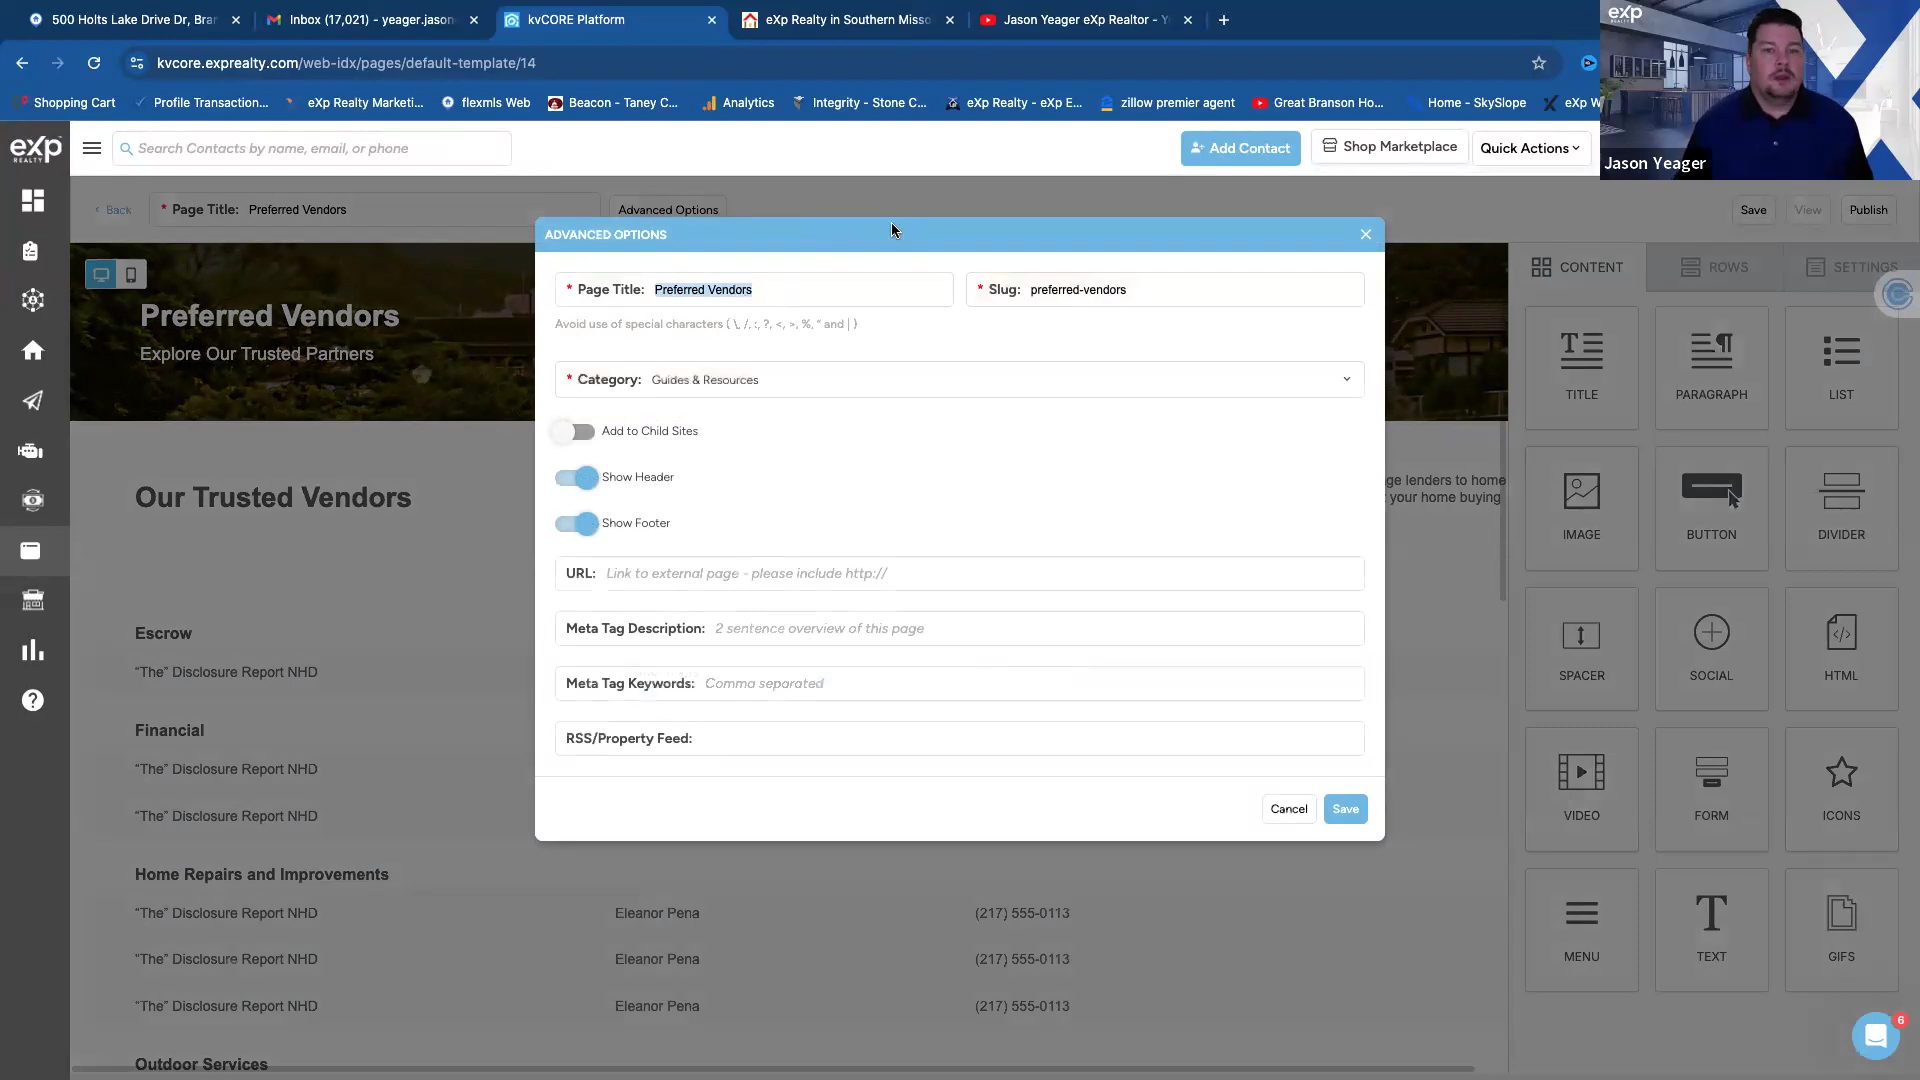 500 Holts Lake Drive Dr, Bran
Inbox (17,021) - yeager.jason
kvCORE Platform
eXp Realty in Southern Misso
Jason Yeager eXp Realtor - Y
kvcore.exprealty.com/web-idx/pages/default-template/14
Shopping Cart
Profile Transaction...
eXp Realty Marketi...
flexmls Web
Beacon - Taney C...
Analytics
Integrity - Stone C...
eXp Realty - eXp E...
zillow premier agent
Great Branson Ho...
Home - SkySlope
eXp W
eXp
REALTY
Jason Yeager
eXp
REALTY
Search Contacts by name, email, or phone
Add Contact
Shop Marketplace
Quick Actions
Back
* Page Title: Preferred Vendors
Advanced Options
Save
View
Publish
Preferred Vendors
Explore Our Trusted Partners
Our Trusted Vendors
ge lenders to home
t your home buying
Escrow
“The” Disclosure Report NHD
Financial
“The” Disclosure Report NHD
“The” Disclosure Report NHD
Home Repairs and Improvements
“The” Disclosure Report NHD Eleanor Pena (217) 555-0113
“The” Disclosure Report NHD Eleanor Pena (217) 555-0113
“The” Disclosure Report NHD Eleanor Pena (217) 555-0113
Outdoor Services
ADVANCED OPTIONS
* Page Title: Preferred Vendors
* Slug: preferred-vendors
Avoid use of special characters ( \, /, :, ?, <, >, %, " and | )
* Category: Guides & Resources
Add to Child Sites
Show Header
Show Footer
URL: Link to external page - please include http://
Meta Tag Description: 2 sentence overview of this page
Meta Tag Keywords: Comma separated
RSS/Property Feed:
Cancel
Save
CONTENT
ROWS
SETTINGS
TITLE
PARAGRAPH
LIST
IMAGE
BUTTON
DIVIDER
SPACER
SOCIAL
HTML
VIDEO
FORM
ICONS
MENU
TEXT
GIFS
6